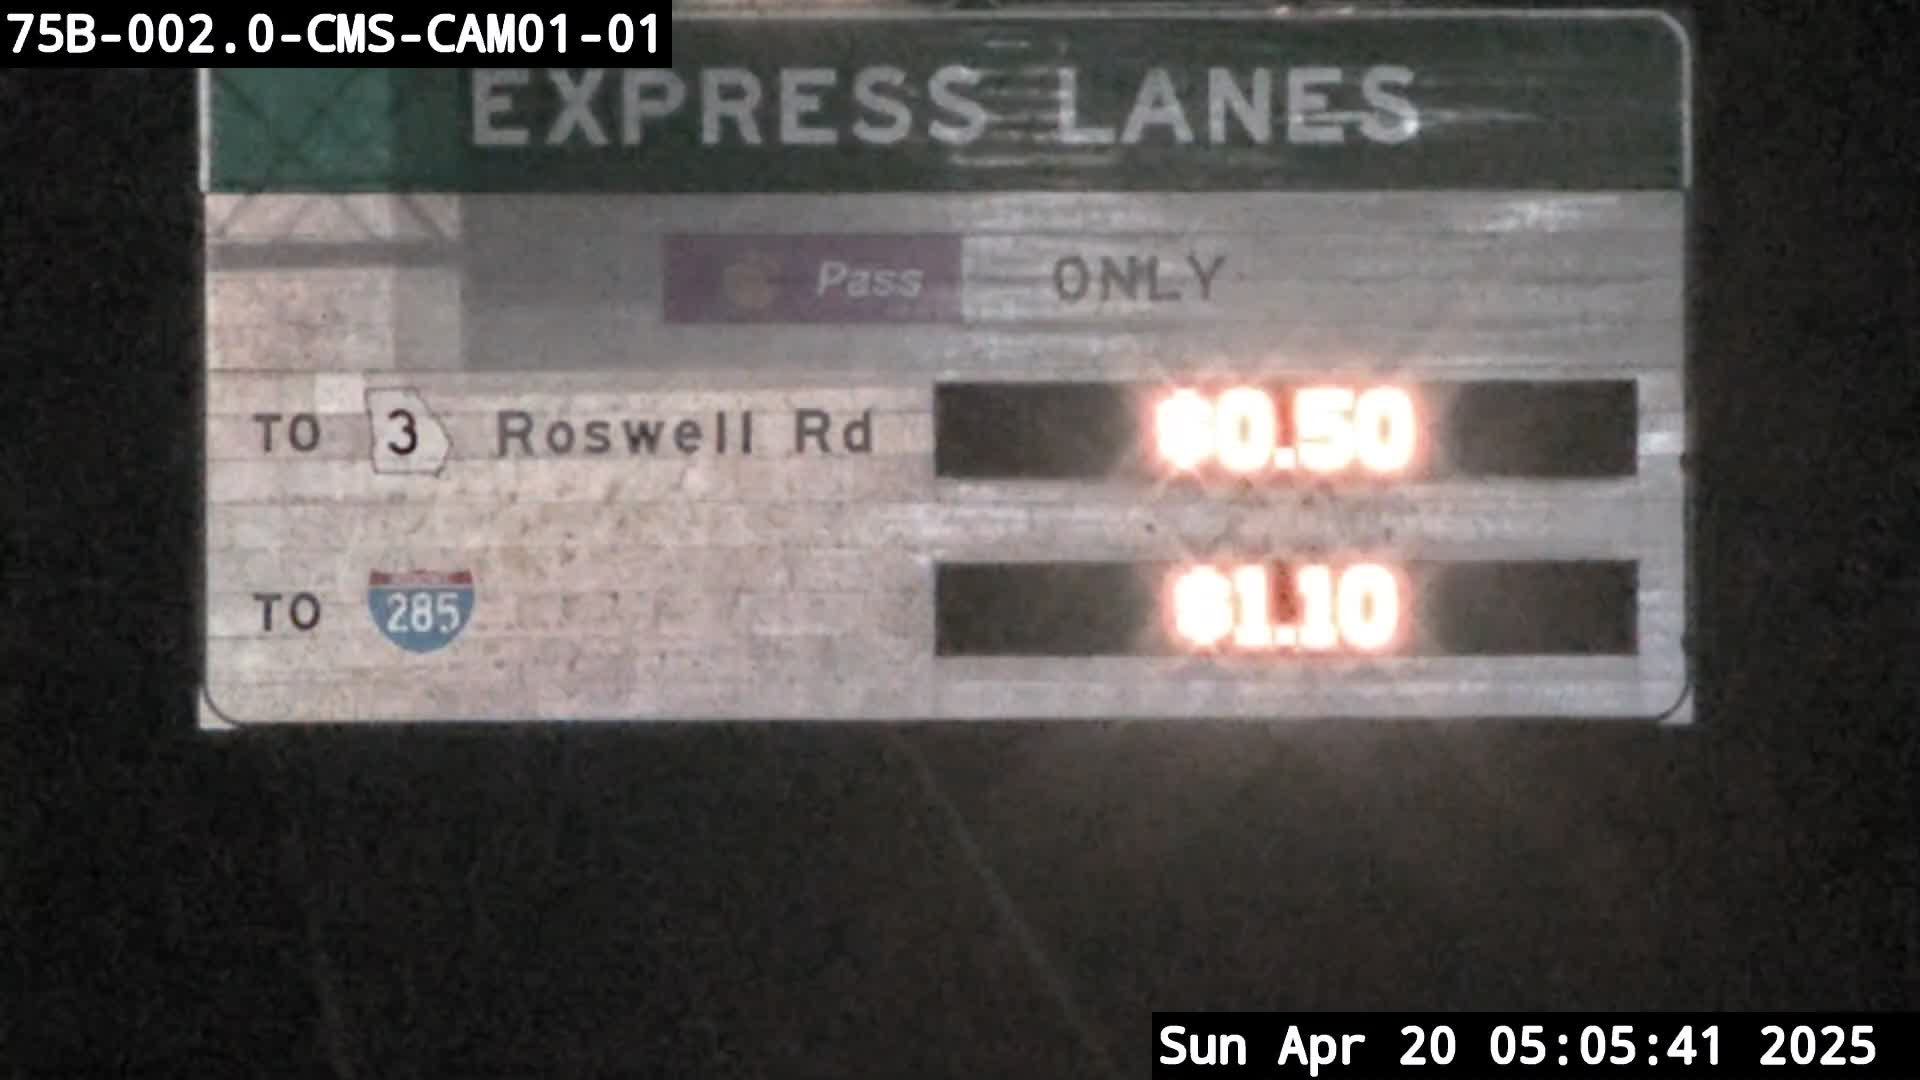 75B-002.0-CMS-CAM01-01
EXPRESS LANES
Pass ONLY
TO 3 Roswell Rd $0.50
TO 285 $1.10
Sun Apr 20 05:05:41 2025